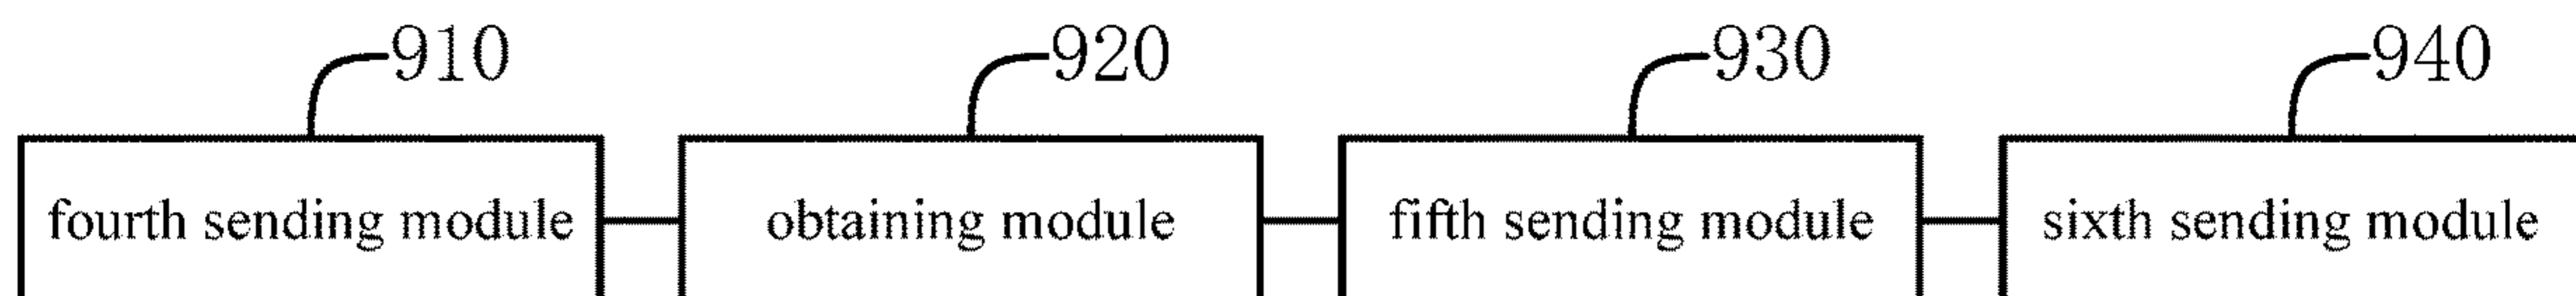 910 920 930 940
fourth sending module obtaining module fifth sending module sixth sending module